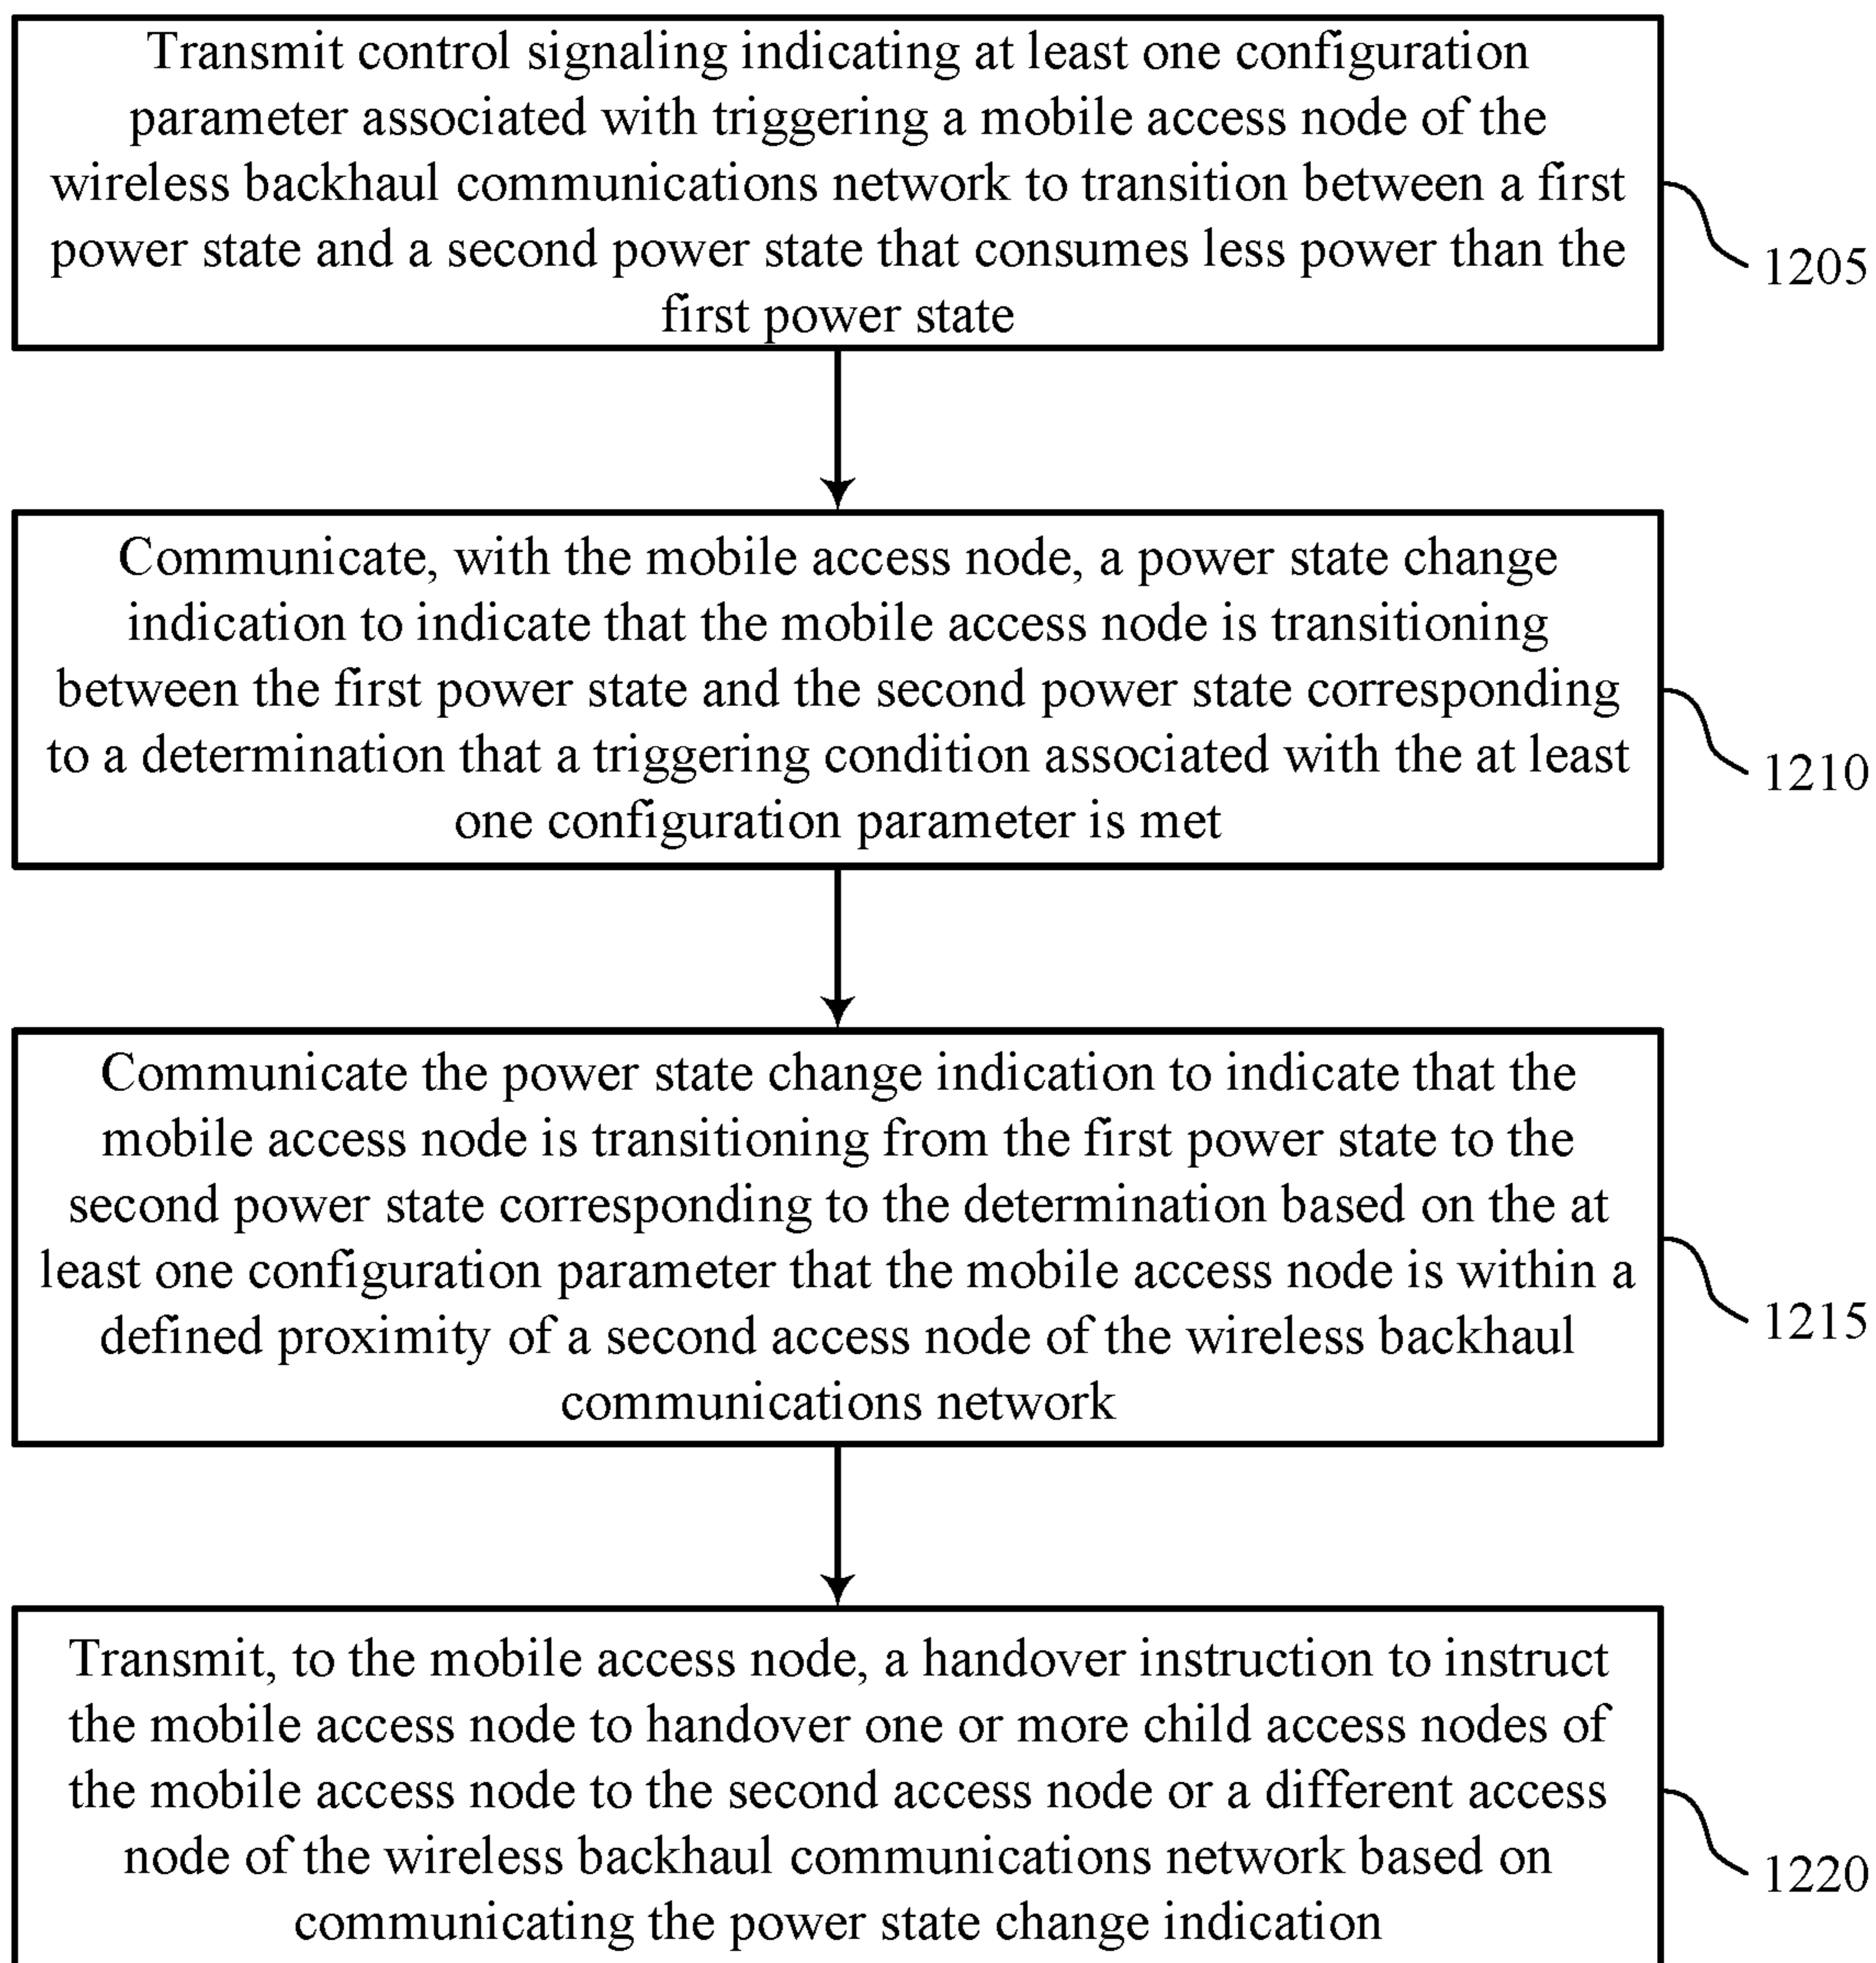 Transmit control signaling indicating at least one configuration
parameter associated with triggering a mobile access node of the
wireless backhaul communications network to transition between a first
power state and a second power state that consumes less power than the
first power state
1205
Communicate, with the mobile access node, a power state change
indication to indicate that the mobile access node is transitioning
between the first power state and the second power state corresponding
to a determination that a triggering condition associated with the at least
one configuration parameter is met
1210
Communicate the power state change indication to indicate that the
mobile access node is transitioning from the first power state to the
second power state corresponding to the determination based on the at
least one configuration parameter that the mobile access node is within a
defined proximity of a second access node of the wireless backhaul
communications network
1215
Transmit, to the mobile access node, a handover instruction to instruct
the mobile access node to handover one or more child access nodes of
the mobile access node to the second access node or a different access
node of the wireless backhaul communications network based on
communicating the power state change indication
1220